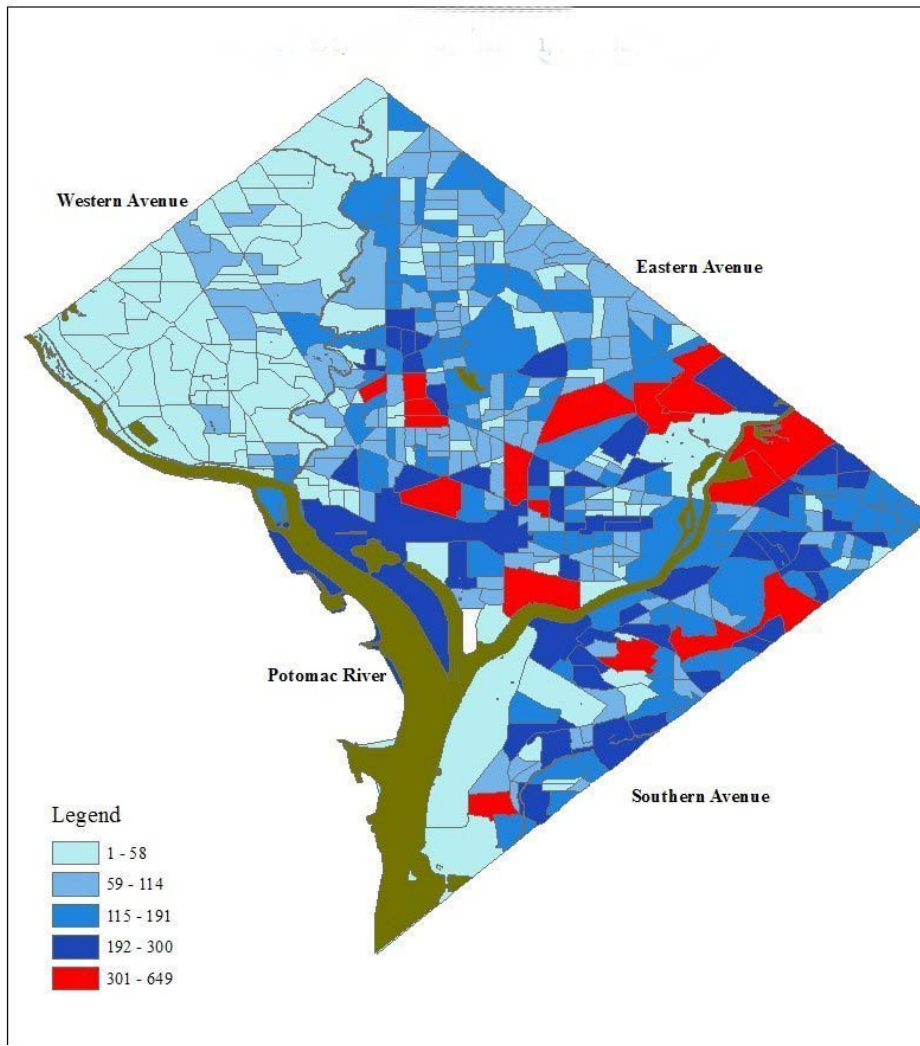 Western Avenue
Eastern Avenue
Potomac River
Southern Avenue
Legend
1 - 58
59 - 114
115 - 191
192 - 300
301 - 649